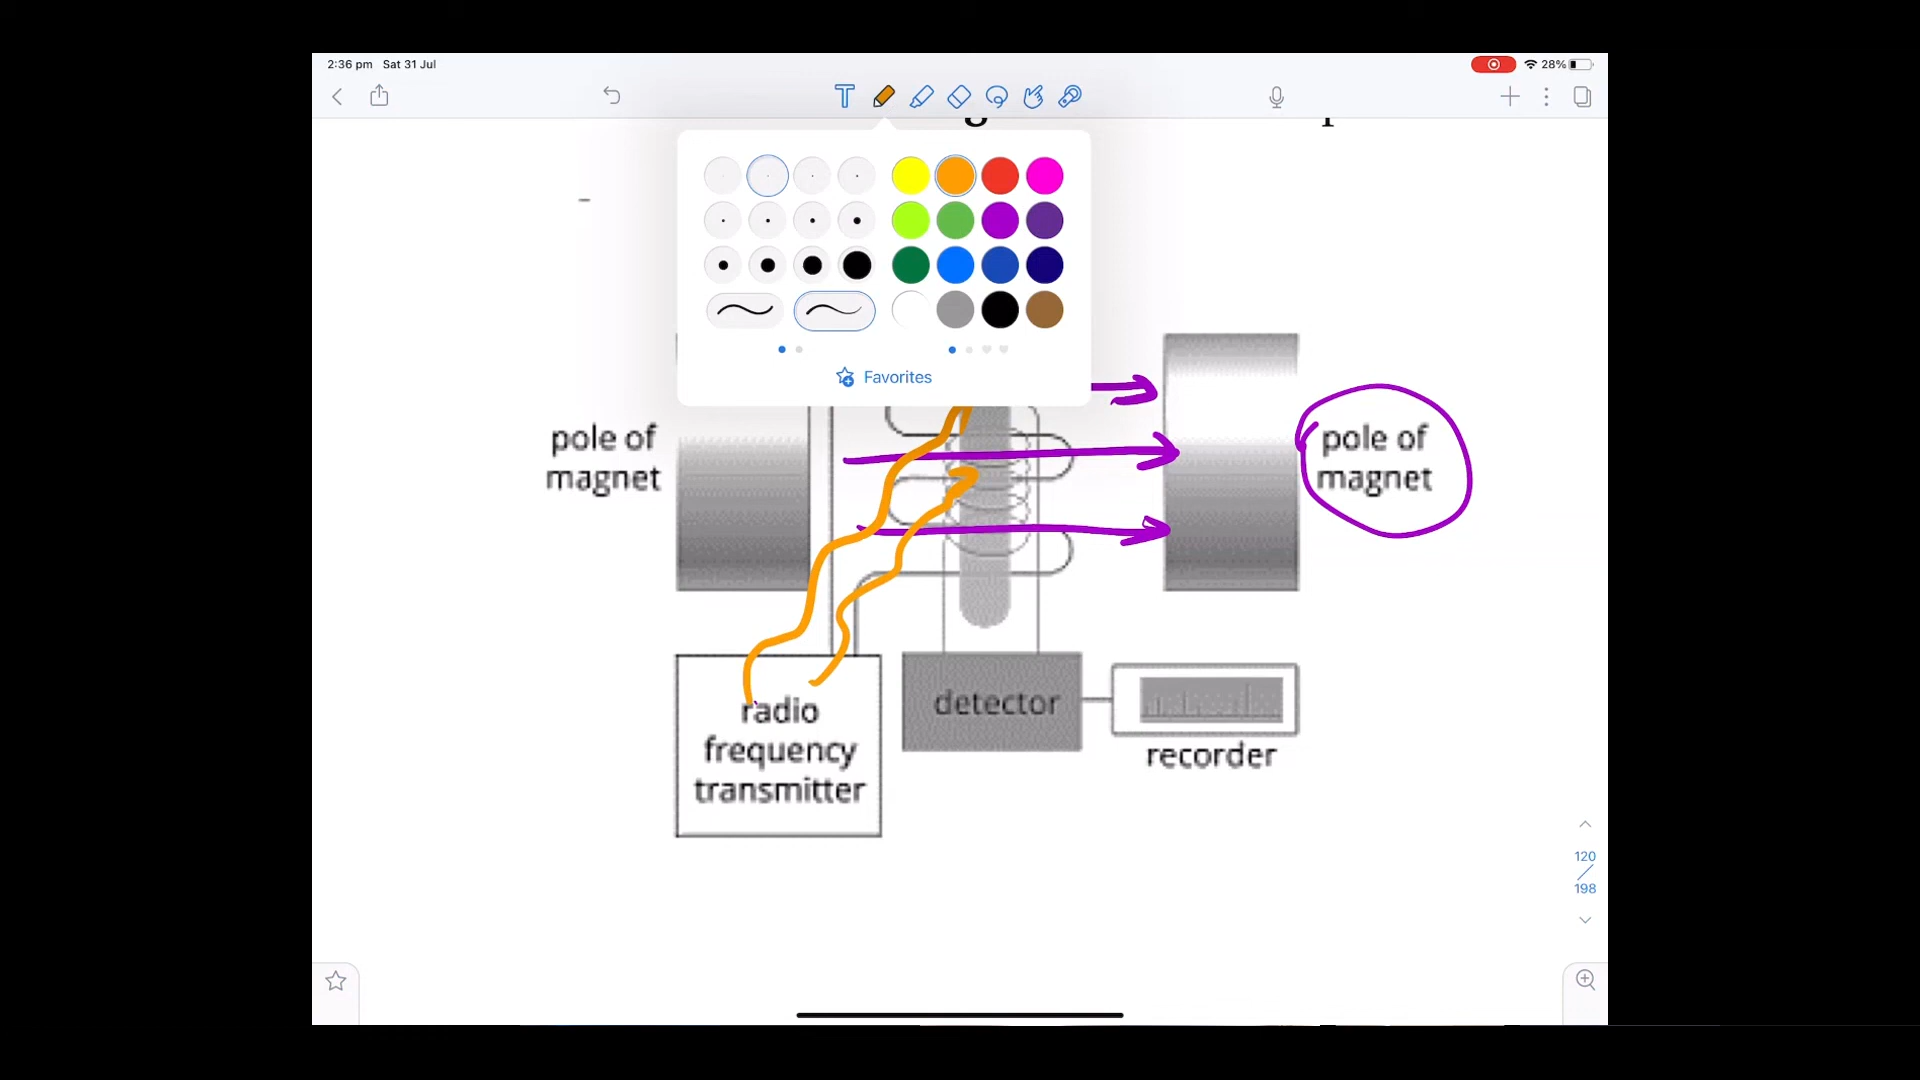 2:36 pm Sat 31 Jul
28%
T
Favorites
pole of
magnet
pole of
magnet
radio
frequency
transmitter
detector
recorder
120
198